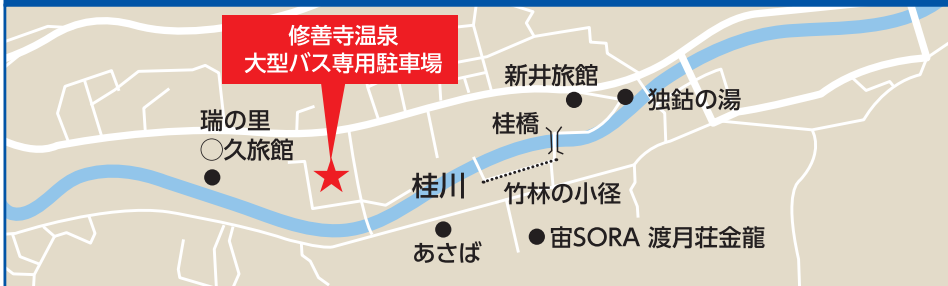 修善寺温泉
大型バス専用駐車場
新井旅館
独鈷の湯
瑞の里
○久旅館
桂橋
桂川
竹林の小径
あさば
宙SORA 渡月荘金龍